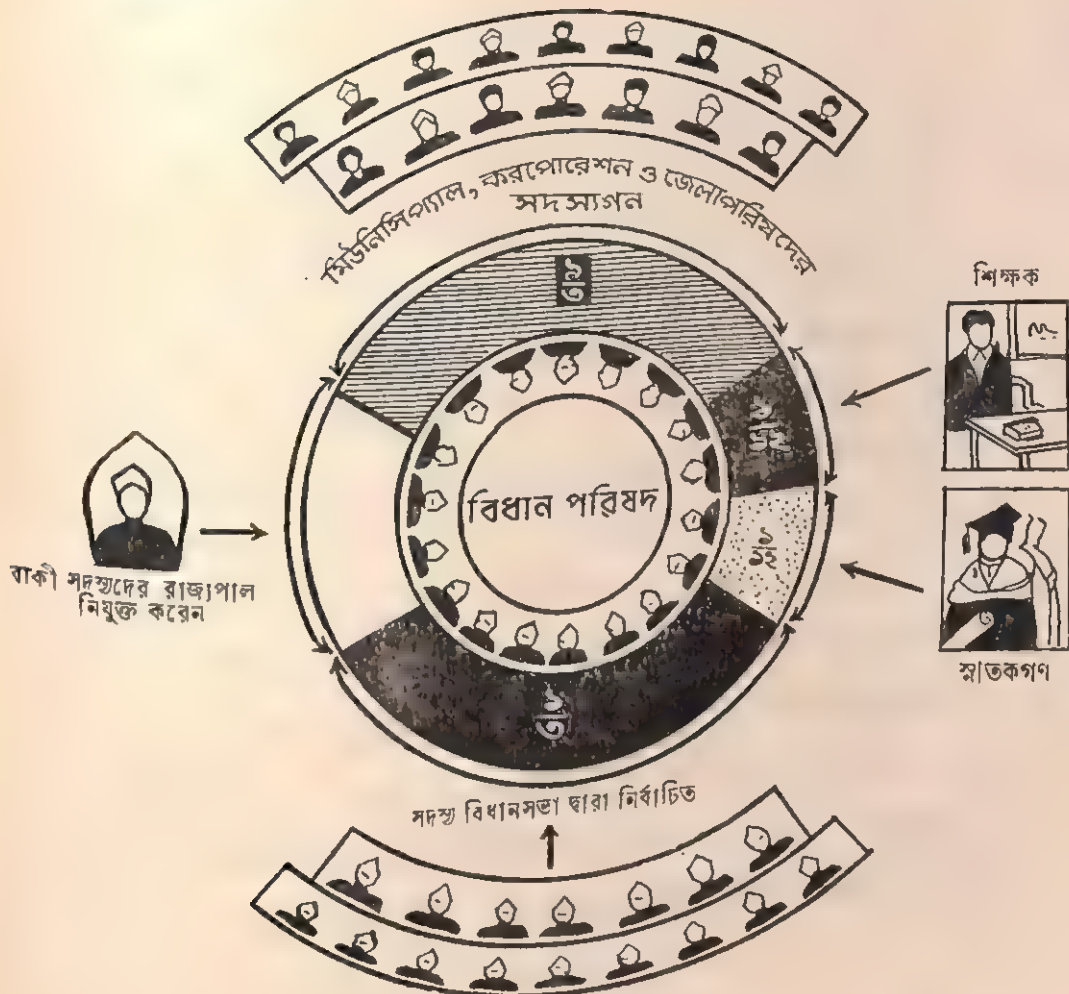 মিউনিসিপ্যাল, করপোরেশন ও জেলাপরিষদের
সদস্যগন
১/৩
শিক্ষক
১/১২
বিধান পরিষদ
১/১২
বাকী সদস্যদের রাজ্যপাল
নিযুক্ত করেন
স্নাতকগণ
১/৩
সদস্য বিধানসভা দ্বারা নির্বাচিত